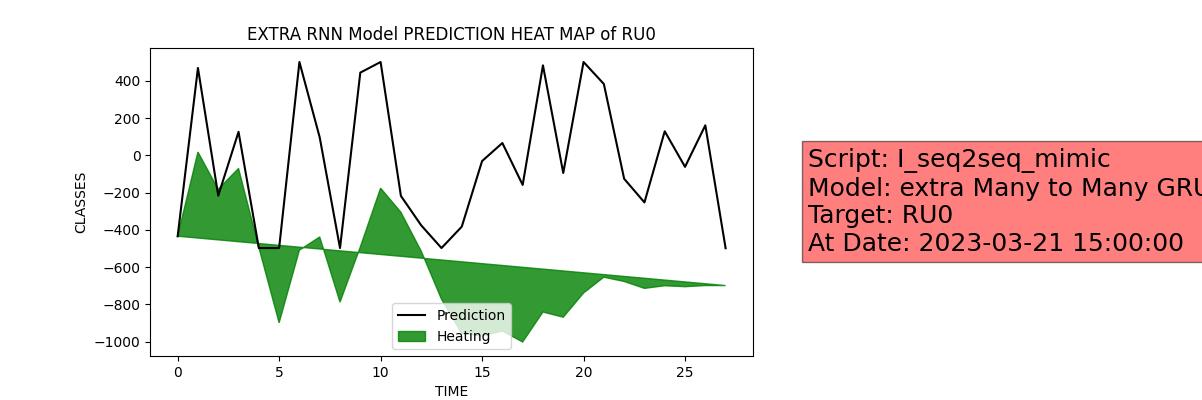 EXTRA RNN Model PREDICTION HEAT MAP of RU0
400
200
0
−200
−400
−600
−800
−1000
CLASSES
0 5 10 15 20 25
TIME
Prediction
Heating
Script: I_seq2seq_mimic
Model: extra Many to Many GRU
Target: RU0
At Date: 2023-03-21 15:00:00